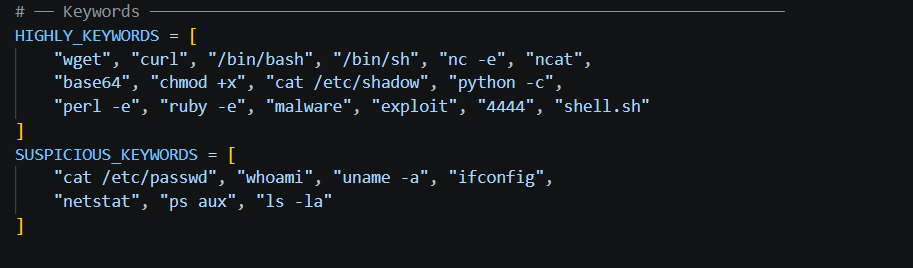 # —— Keywords ——————————————————————————————————————————————————————
HIGHLY_KEYWORDS = [
    "wget", "curl", "/bin/bash", "/bin/sh", "nc -e", "ncat",
    "base64", "chmod +x", "cat /etc/shadow", "python -c",
    "perl -e", "ruby -e", "malware", "exploit", "4444", "shell.sh"
]
SUSPICIOUS_KEYWORDS = [
    "cat /etc/passwd", "whoami", "uname -a", "ifconfig",
    "netstat", "ps aux", "ls -la"
]